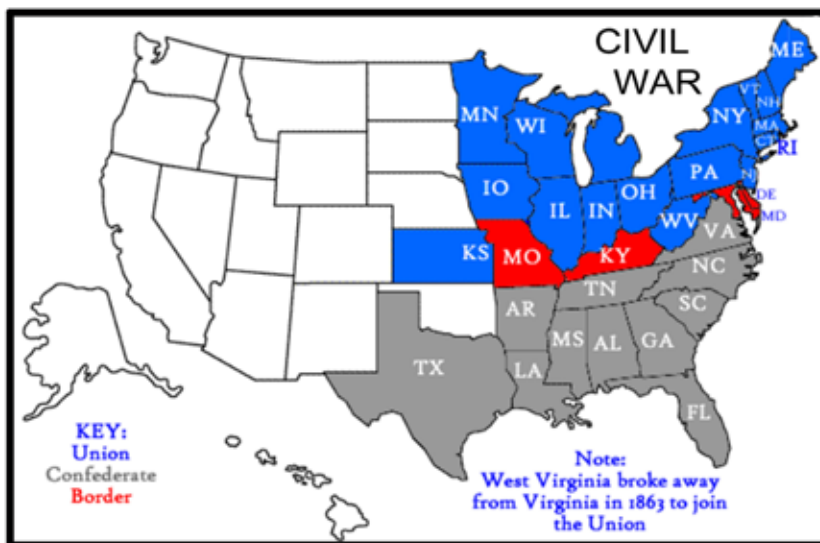 CIVIL
WAR
ME
VT
NH
MN
WI
NY
MA
CT
RI
PA
NJ
IO
IL
IN
OH
DE
MD
WV
VA
KS
MO
KY
NC
TN
AR
SC
MS
AL
GA
TX
LA
FL
KEY:
Union
Confederate
Border
Note:
West Virginia broke away
from Virginia in 1863 to join
the Union